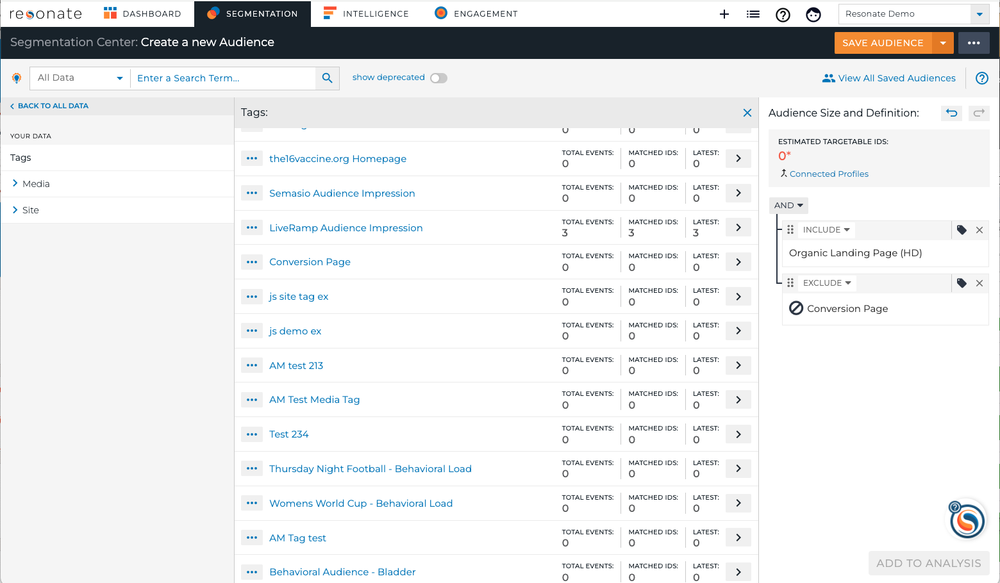 resonate
DASHBOARD
SEGMENTATION
INTELLIGENCE
ENGAGEMENT
Resonate Demo
Segmentation Center: Create a new Audience
SAVE AUDIENCE
All Data
Enter a Search Term...
show deprecated
View All Saved Audiences
BACK TO ALL DATA
YOUR DATA
Tags
Media
Site
Tags:
0 0 0
the16vaccine.org Homepage
TOTAL EVENTS: MATCHED IDS: LATEST:
0 0 0
Semasio Audience Impression
TOTAL EVENTS: MATCHED IDS: LATEST:
0 0 0
LiveRamp Audience Impression
TOTAL EVENTS: MATCHED IDS: LATEST:
3 3 3
Conversion Page
TOTAL EVENTS: MATCHED IDS: LATEST:
0 0 0
js site tag ex
TOTAL EVENTS: MATCHED IDS: LATEST:
0 0 0
js demo ex
TOTAL EVENTS: MATCHED IDS: LATEST:
0 0 0
AM test 213
TOTAL EVENTS: MATCHED IDS: LATEST:
0 0 0
AM Test Media Tag
TOTAL EVENTS: MATCHED IDS: LATEST:
0 0 0
Test 234
TOTAL EVENTS: MATCHED IDS: LATEST:
0 0 0
Thursday Night Football - Behavioral Load
TOTAL EVENTS: MATCHED IDS: LATEST:
0 0 0
Womens World Cup - Behavioral Load
TOTAL EVENTS: MATCHED IDS: LATEST:
0 0 0
AM Tag test
TOTAL EVENTS: MATCHED IDS: LATEST:
0 0 0
Behavioral Audience - Bladder
TOTAL EVENTS: MATCHED IDS: LATEST:
0 0 0
Audience Size and Definition:
ESTIMATED TARGETABLE IDS:
0*
Connected Profiles
AND
INCLUDE
Organic Landing Page (HD)
EXCLUDE
Conversion Page
ADD TO ANALYSIS